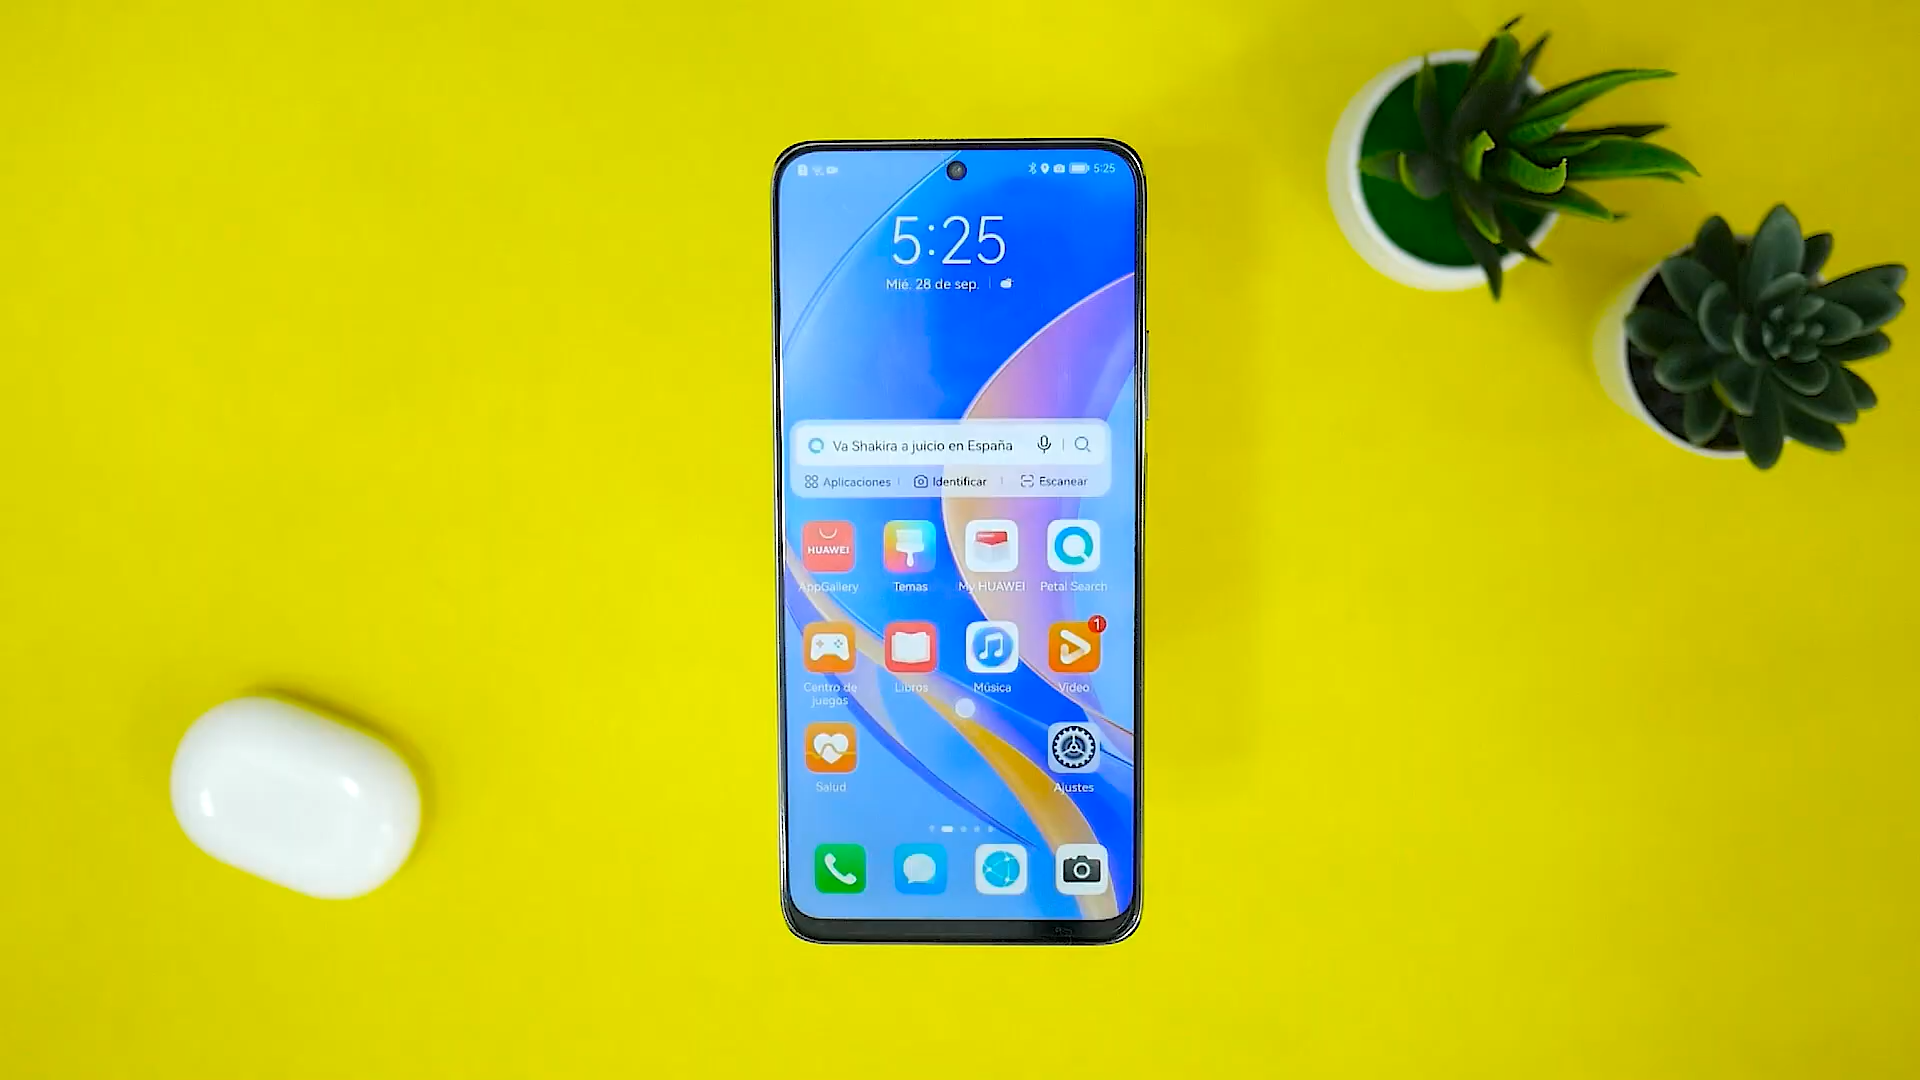 5:25
5:25
Mié. 28 de sep.
Va Shakira a juicio en España
Aplicaciones Identificar Escanear
HUAWEI
AppGallery Temas My HUAWEI Petal Search
1
Centro de juegos Libros Música Video
Salud Ajustes